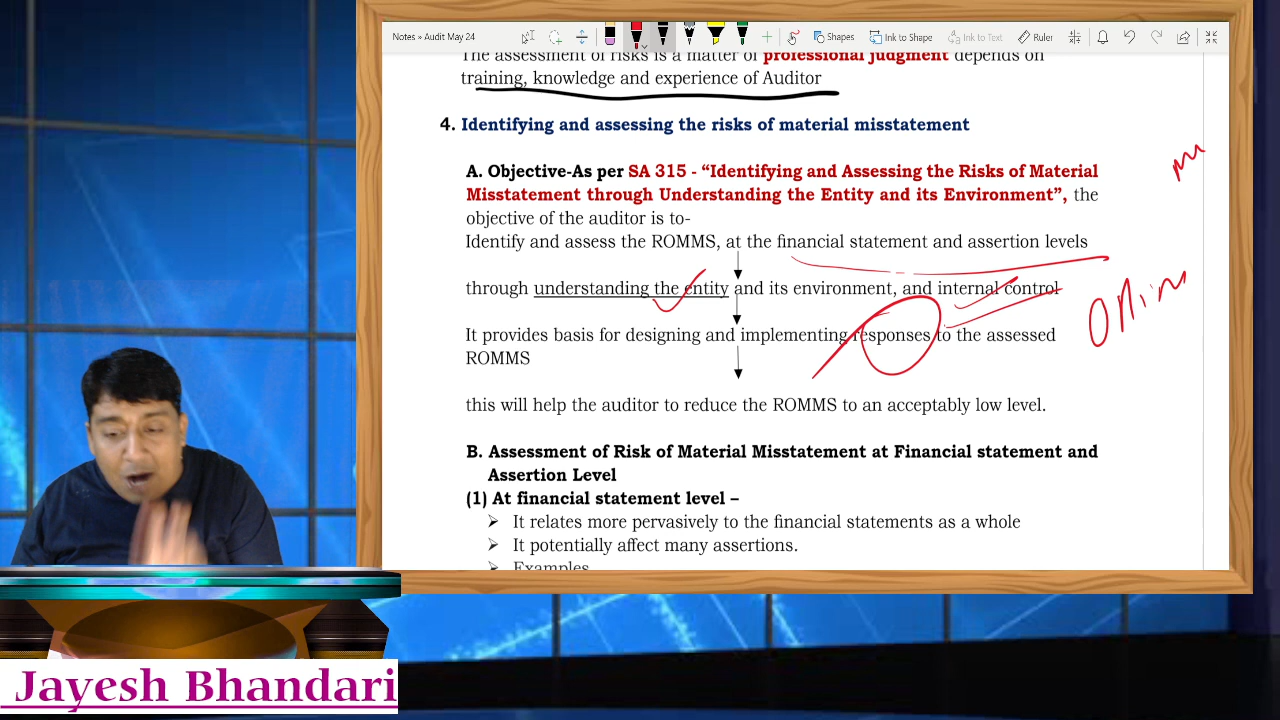 Notes » Audit May 24
Shapes
Ink to Shape
Ink to Text
Ruler
The assessment of risks is a matter of professional judgment depends on
training, knowledge and experience of Auditor
4. Identifying and assessing the risks of material misstatement
A. Objective-As per SA 315 - “Identifying and Assessing the Risks of Material
Misstatement through Understanding the Entity and its Environment”, the
objective of the auditor is to-
Identify and assess the ROMMS, at the financial statement and assertion levels
through understanding the entity and its environment, and internal control
It provides basis for designing and implementing responses to the assessed
ROMMS
this will help the auditor to reduce the ROMMS to an acceptably low level.
B. Assessment of Risk of Material Misstatement at Financial statement and
Assertion Level
(1) At financial statement level –
➢ It relates more pervasively to the financial statements as a whole
➢ It potentially affect many assertions.
➢ Examples
Jayesh Bhandari